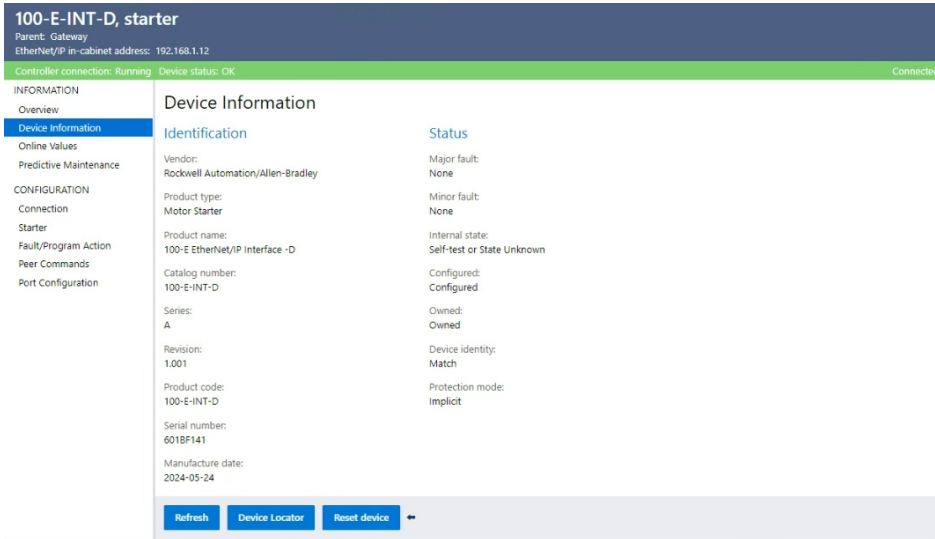 100-E-INT-D, starter
Parent: Gateway
EtherNet/IP in-cabinet address: 192.168.1.12
Controller connection: Running Device status: OK Connected
INFORMATION
Overview
Device Information
Online Values
Predictive Maintenance
CONFIGURATION
Connection
Starter
Fault/Program Action
Peer Commands
Port Configuration
Device Information
Identification
Vendor:
Rockwell Automation/Allen-Bradley
Product type:
Motor Starter
Product name:
100-E EtherNet/IP Interface -D
Catalog number:
100-E-INT-D
Series:
A
Revision:
1.001
Product code:
100-E-INT-D
Serial number:
601BF141
Manufacture date:
2024-05-24
Status
Major fault:
None
Minor fault:
None
Internal state:
Self-test or State Unknown
Configured:
Configured
Owned:
Owned
Device identity:
Match
Protection mode:
Implicit
Refresh Device Locator Reset device